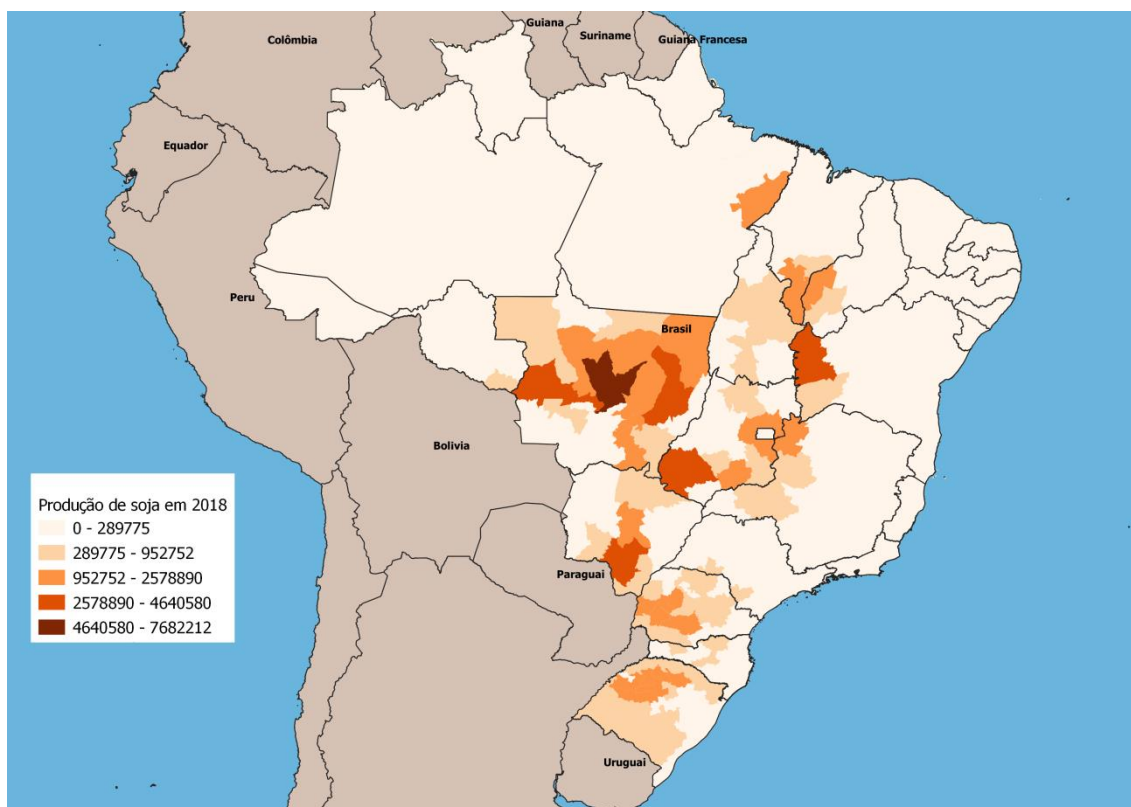 Guiana
Colômbia
Suriname
Guiana Francesa
Equador
Peru
Brasil
Bolivia
Produção de soja em 2018
0 - 289775
289775 - 952752
952752 - 2578890
2578890 - 4640580
4640580 - 7682212
Paraguai
Uruguai